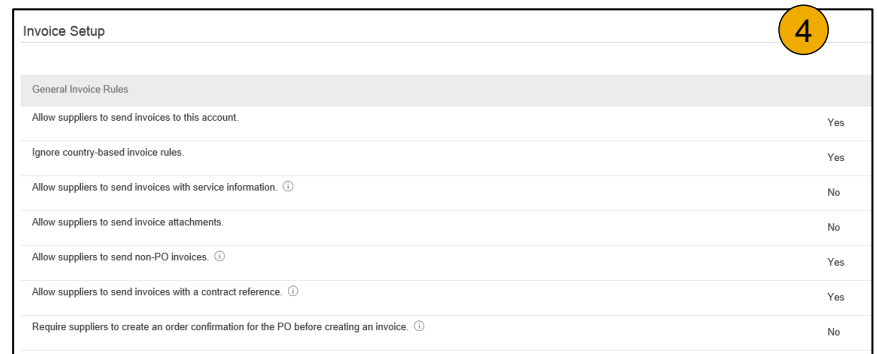 Invoice Setup
4
General Invoice Rules
Allow suppliers to send invoices to this account. Yes
Ignore country-based invoice rules. Yes
Allow suppliers to send invoices with service information. ⓘ No
Allow suppliers to send invoice attachments. No
Allow suppliers to send non-PO invoices. ⓘ Yes
Allow suppliers to send invoices with a contract reference. ⓘ Yes
Require suppliers to create an order confirmation for the PO before creating an invoice. ⓘ No